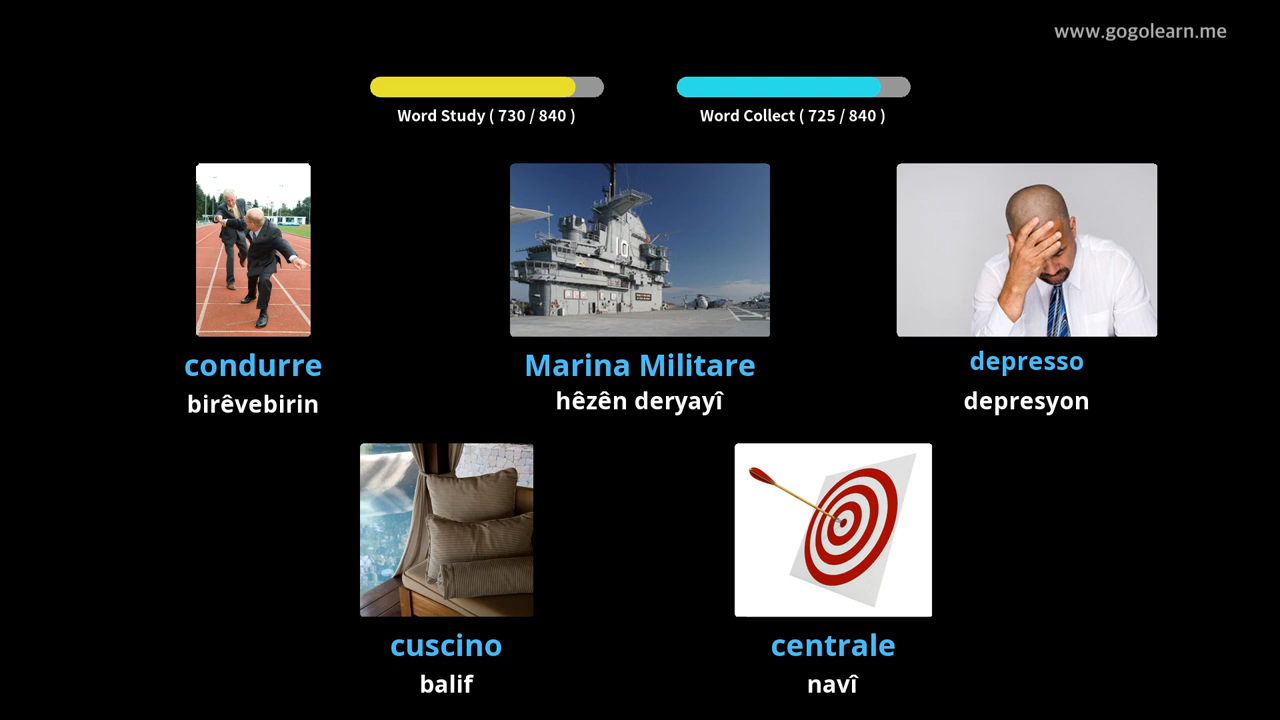 www.gogolearn.me
Word Study ( 730 / 840 )
Word Collect ( 725 / 840 )
condurre
birêvebirin
Marina Militare
hêzên deryayî
depresso
depresyon
cuscino
balif
centrale
navî